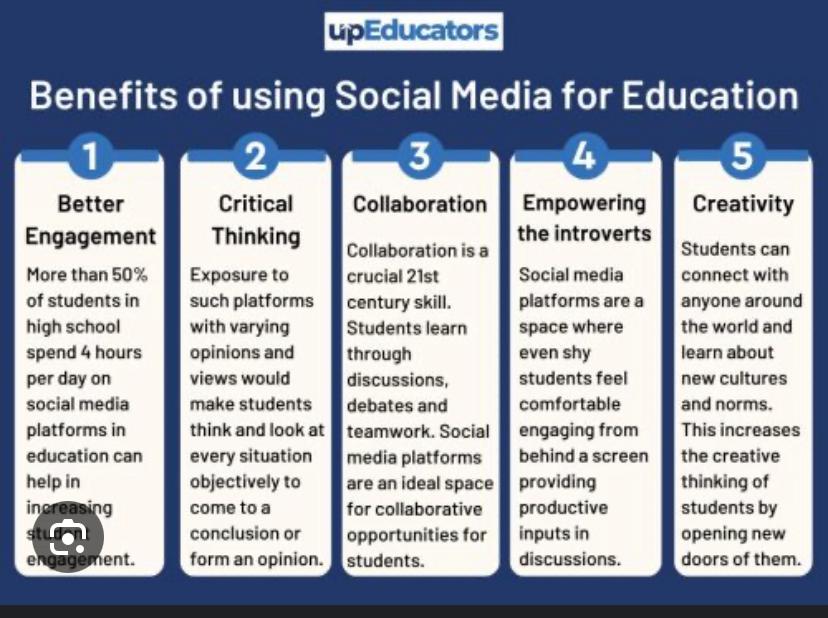 upEducators
Benefits of using Social Media for Education
1
Better
Engagement
More than 50%
of students in
high school
spend 4 hours
per day on
social media
platforms in
education can
help in
increasing
student
engagement.
2
Critical
Thinking
Exposure to
such platforms
with varying
opinions and
views would
make students
think and look at
every situation
objectively to
come to a
conclusion or
form an opinion.
3
Collaboration
Collaboration is a
crucial 21st
century skill.
Students learn
through
discussions,
debates and
teamwork. Social
media platforms
are an ideal space
for collaborative
opportunities for
students.
4
Empowering
the introverts
Social media
platforms are a
space where
even shy
students feel
comfortable
engaging from
behind a screen
providing
productive
inputs in
discussions.
5
Creativity
Students can
connect with
anyone around
the world and
learn about
new cultures
and norms.
This increases
the creative
thinking of
students by
opening new
doors of them.